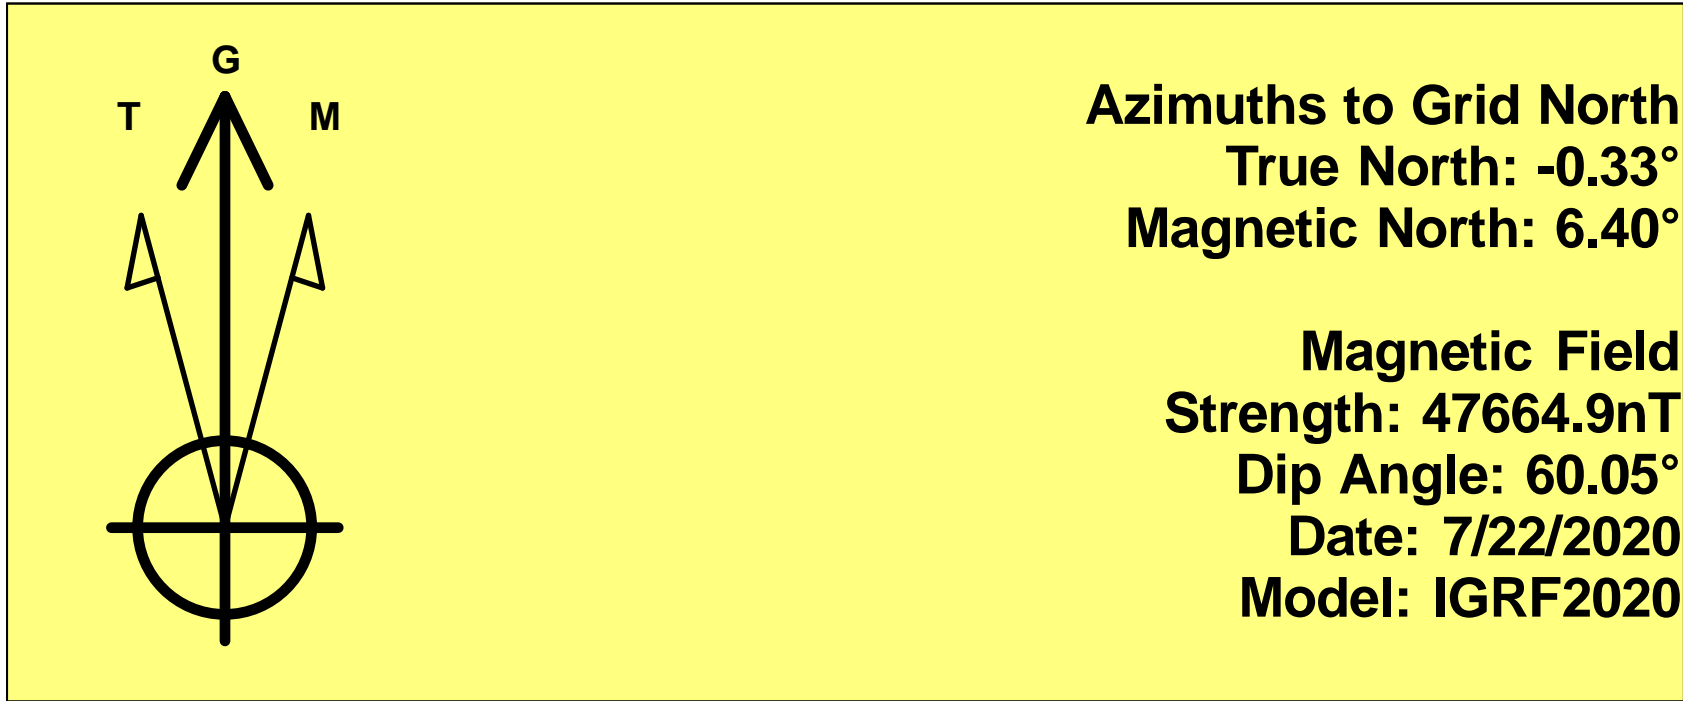 G
T
M
Azimuths to Grid North
True North: -0.33°
Magnetic North: 6.40°
Magnetic Field
Strength: 47664.9nT
Dip Angle: 60.05°
Date: 7/22/2020
Model: IGRF2020